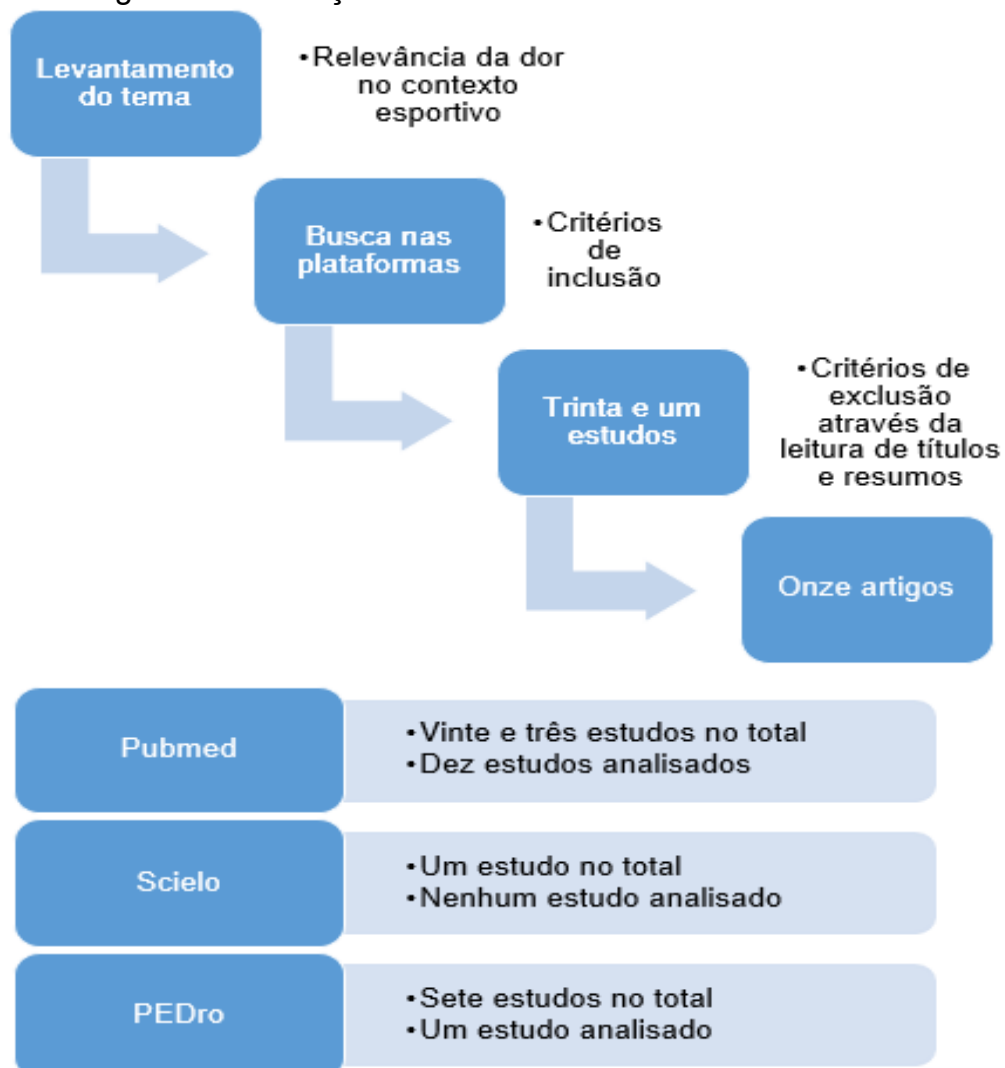 Levantamento
do tema
•Relevância da dor
no contexto
esportivo
Busca nas
plataformas
•Critérios
de
inclusão
Trinta e um
estudos
•Critérios de
exclusão
através da
leitura de títulos
e resumos
Onze artigos
Pubmed
•Vinte e três estudos no total
•Dez estudos analisados
Scielo
•Um estudo no total
•Nenhum estudo analisado
PEDro
•Sete estudos no total
•Um estudo analisado